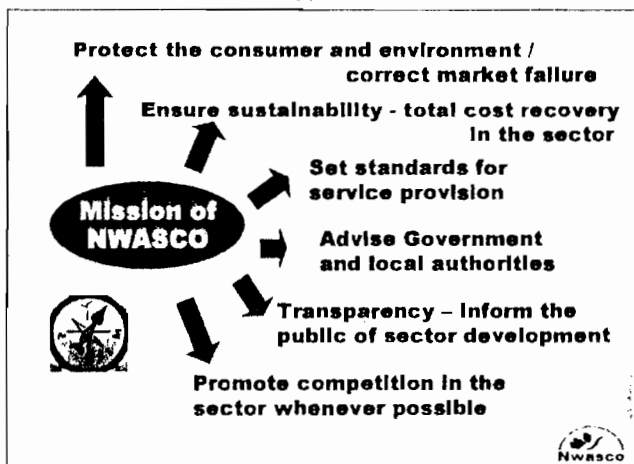 Protect the consumer and environment /
correct market failure
Ensure sustainability - total cost recovery
in the sector
Set standards for
service provision
Mission of
NWASCO
Advise Government
and local authorities
Transparency – Inform the
public of sector development
Promote competition in the
sector whenever possible
Nwasco